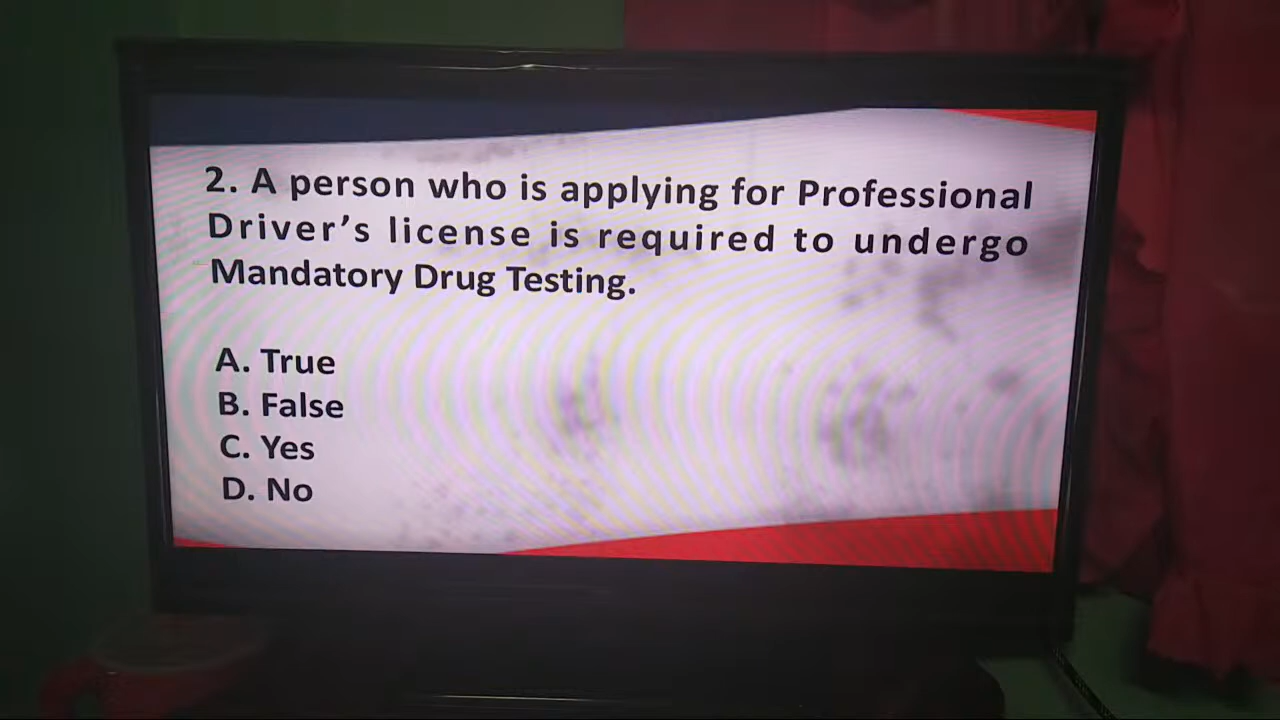 2. A person who is applying for Professional
Driver's license is required to undergo
Mandatory Drug Testing.
A. True
B. False
C. Yes
D. No